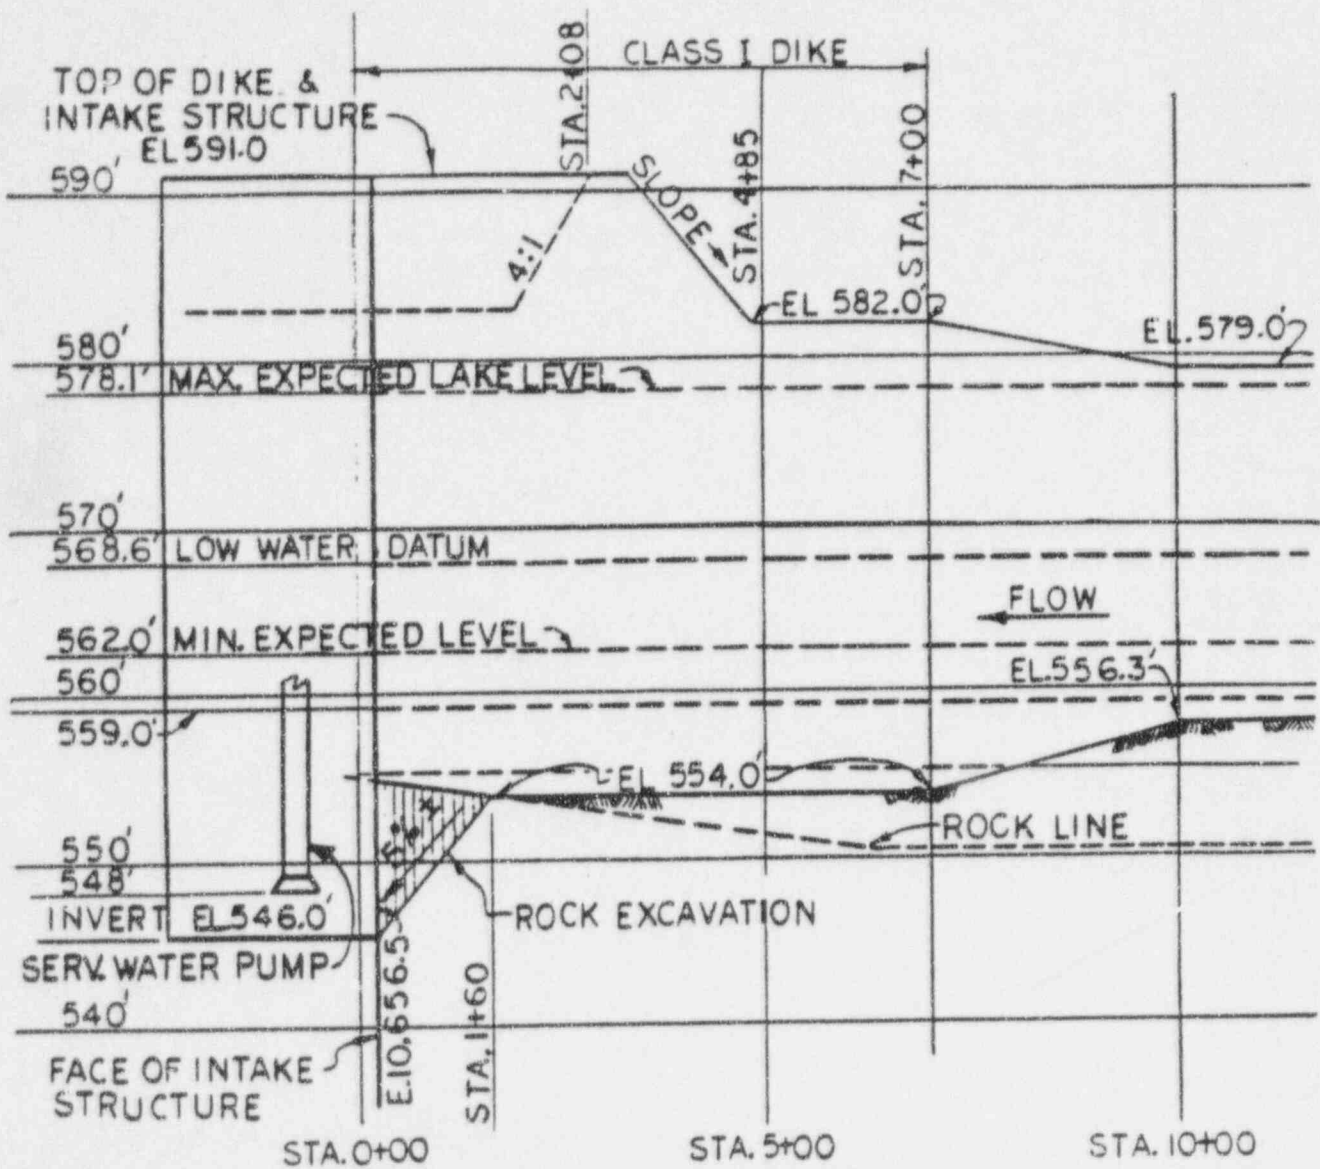 CLASS I DIKE
TOP OF DIKE &
INTAKE STRUCTURE
EL 591.0
STA. 2+08
SLOPE
STA. 4+85
STA. 7+00
590'
4:1
EL 582.0'
EL. 579.0'
580'
578.1' MAX. EXPECTED LAKE LEVEL
570'
568.6' LOW WATER DATUM
FLOW
562.0' MIN. EXPECTED LEVEL
560'
EL. 556.3'
559.0'
EL 554.0'
ROCK LINE
550'
548'
ROCK EXCAVATION
INVERT EL 546.0'
SERV. WATER PUMP
540'
E.10,656.5
STA. 1+60
FACE OF INTAKE
STRUCTURE
STA. 0+00
STA. 5+00
STA. 10+00